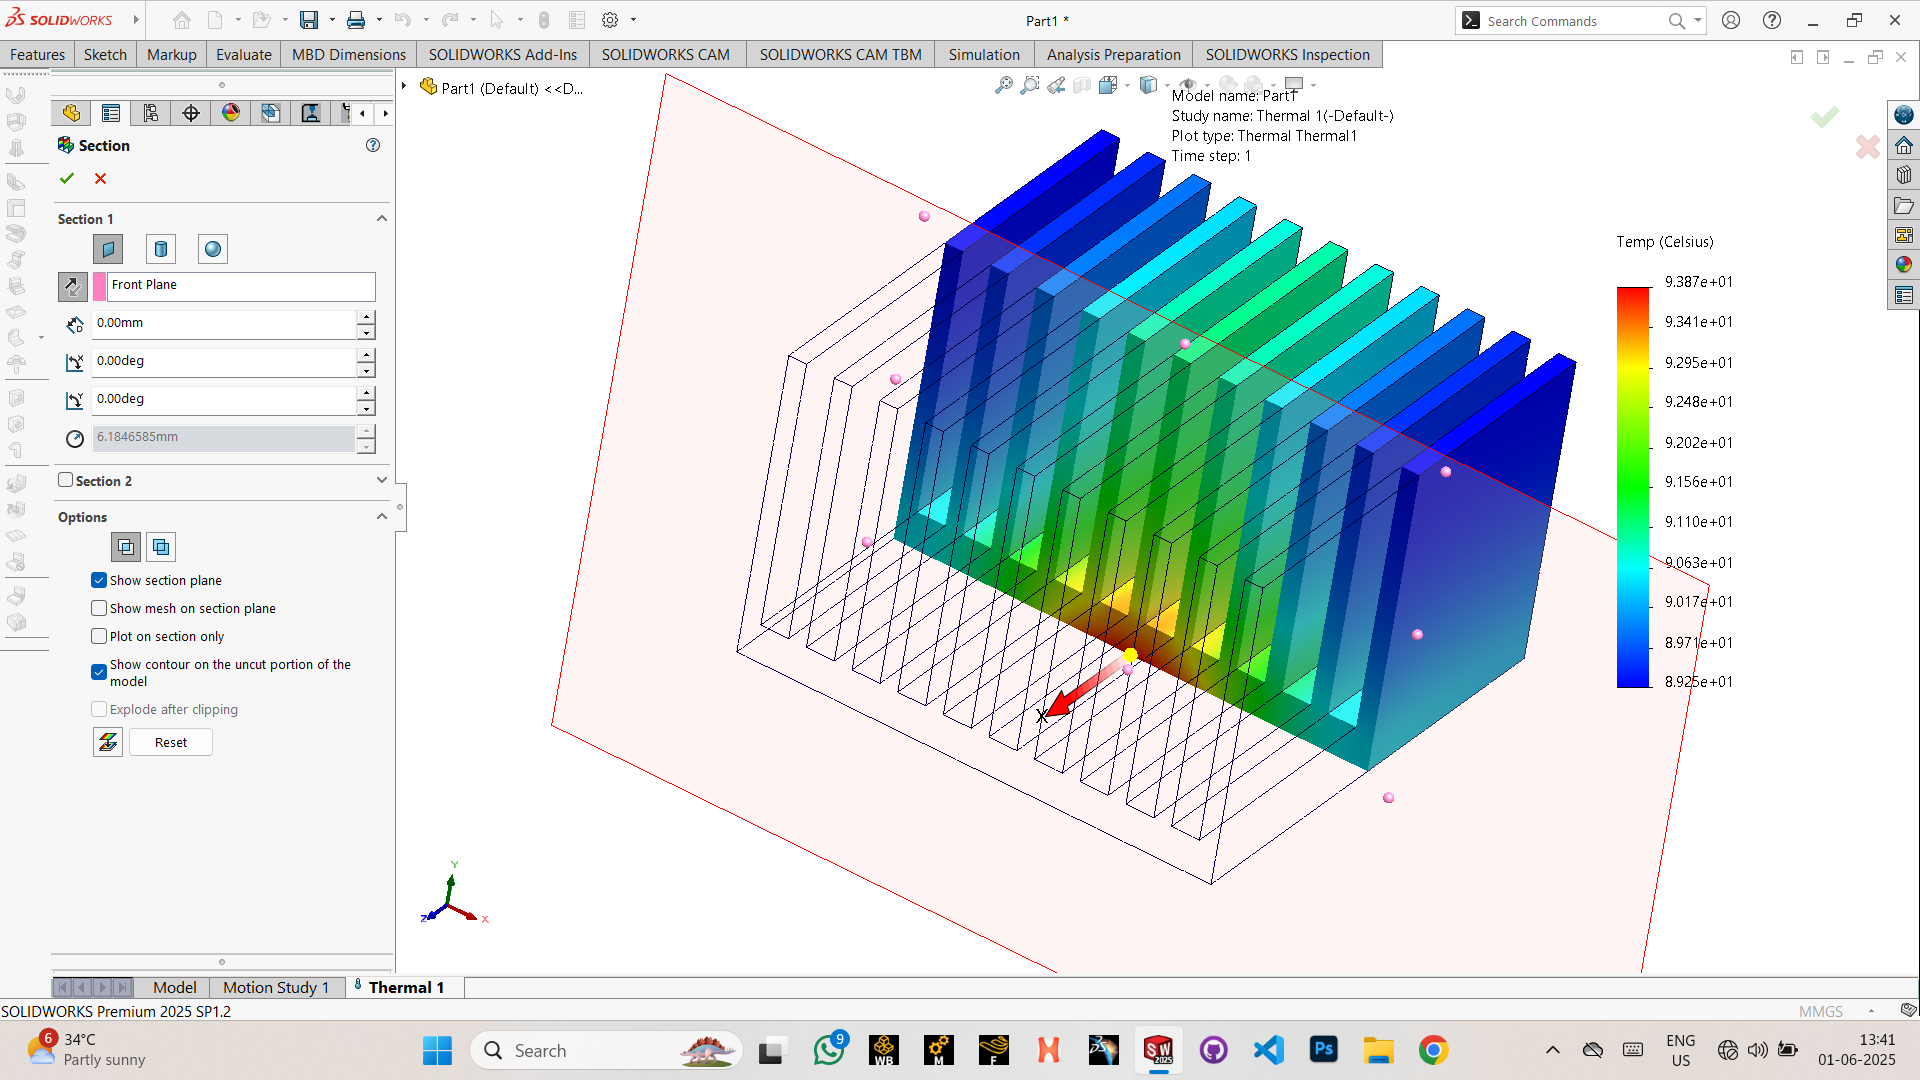 SOLIDWORKS
Part1 *
Search Commands
Features
Sketch
Markup
Evaluate
MBD Dimensions
SOLIDWORKS Add-Ins
SOLIDWORKS CAM
SOLIDWORKS CAM TBM
Simulation
Analysis Preparation
SOLIDWORKS Inspection
Part1 (Default) <<D...
Model name: Part1
Study name: Thermal 1(-Default-)
Plot type: Thermal Thermal1
Time step: 1
Section
Section 1
Front Plane
0.00mm
0.00deg
0.00deg
6.1846585mm
Section 2
Options
Show section plane
Show mesh on section plane
Plot on section only
Show contour on the uncut portion of the
model
Explode after clipping
Reset
Temp (Celsius)
9.387e+01
9.341e+01
9.295e+01
9.248e+01
9.202e+01
9.156e+01
9.110e+01
9.063e+01
9.017e+01
8.971e+01
8.925e+01
X
Y
Z
X
Model
Motion Study 1
Thermal 1
SOLIDWORKS Premium 2025 SP1.2
MMGS
6
34°C
Partly sunny
Search
9
WB
M
F
SW
2025
Ps
ENG
US
13:41
01-06-2025